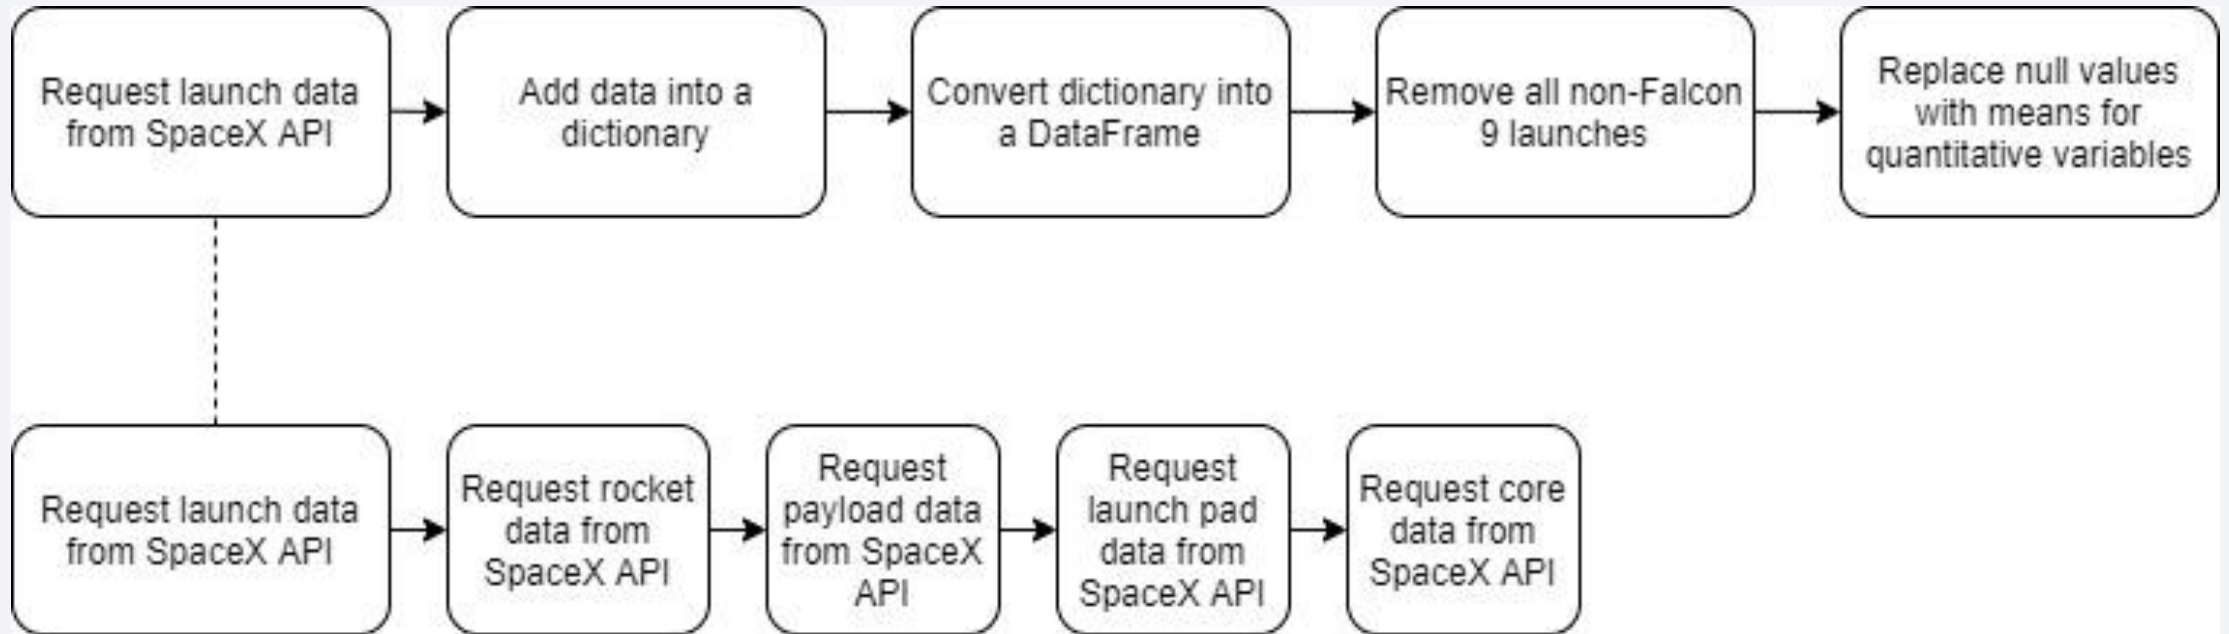 Request launch data
from SpaceX API
Add data into a
dictionary
Convert dictionary into
a DataFrame
Remove all non-Falcon
9 launches
Replace null values
with means for
quantitative variables
Request launch data
from SpaceX API
Request rocket
data from
SpaceX API
Request
payload data
from SpaceX
API
Request
launch pad
data from
SpaceX API
Request core
data from
SpaceX API